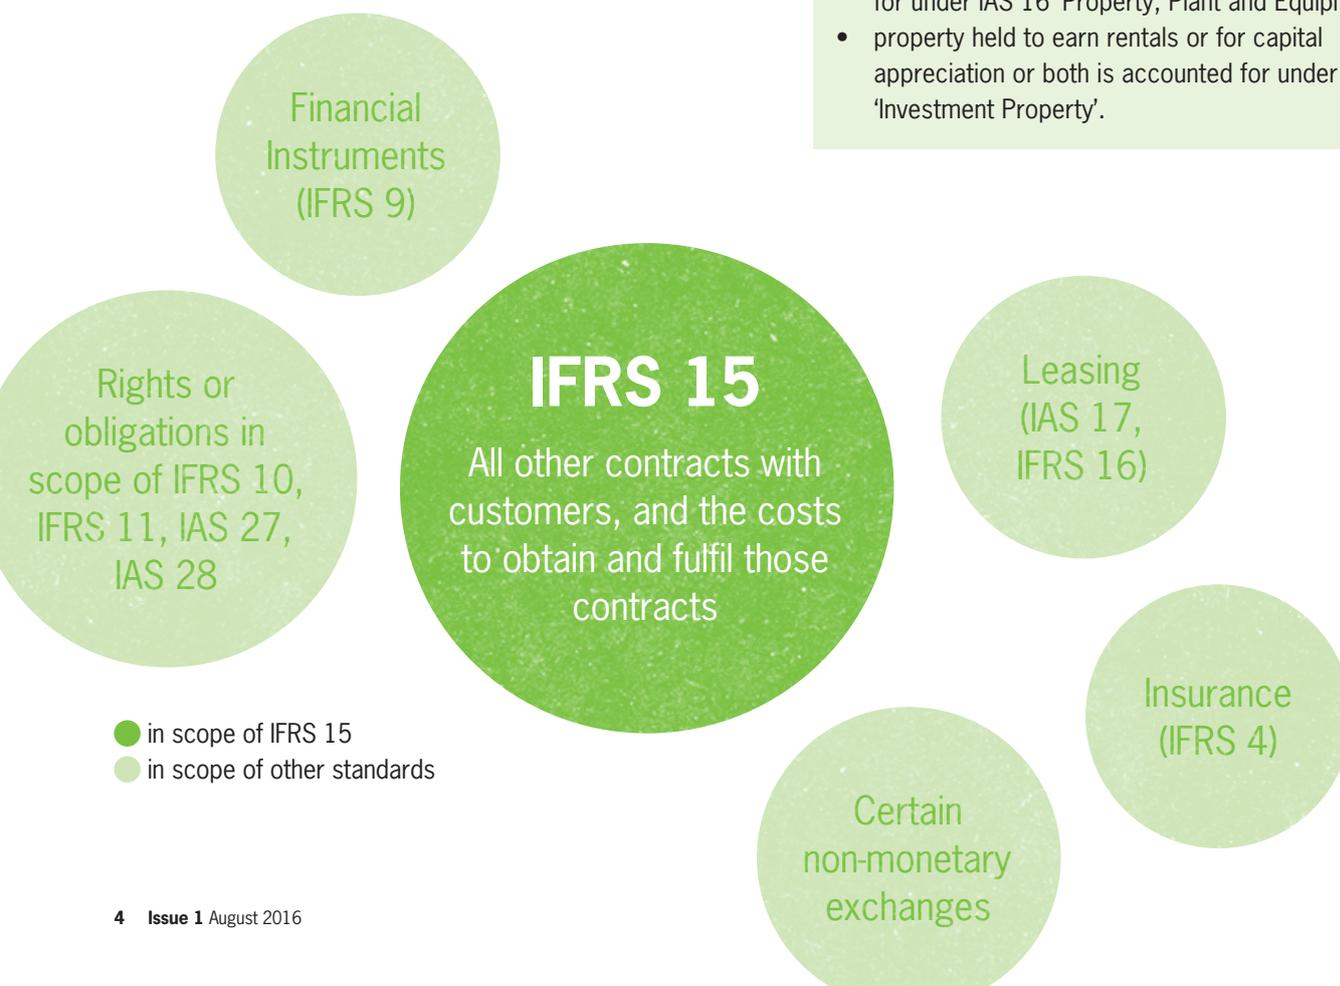 for under IAS 16 'Property, Plant and
• property held to earn rentals or for capital
appreciation or both is accounted for under
'Investment Property'.
Financial
Instruments
(IFRS 9)
Rights or
obligations in
scope of IFRS 10,
IFRS 11, IAS 27,
IAS 28
IFRS 15
All other contracts with
customers, and the costs
to obtain and fulfil those
contracts
Leasing
(IAS 17,
IFRS 16)
Insurance
(IFRS 4)
Certain
non-monetary
exchanges
in scope of IFRS 15
in scope of other standards
4 Issue 1 August 2016